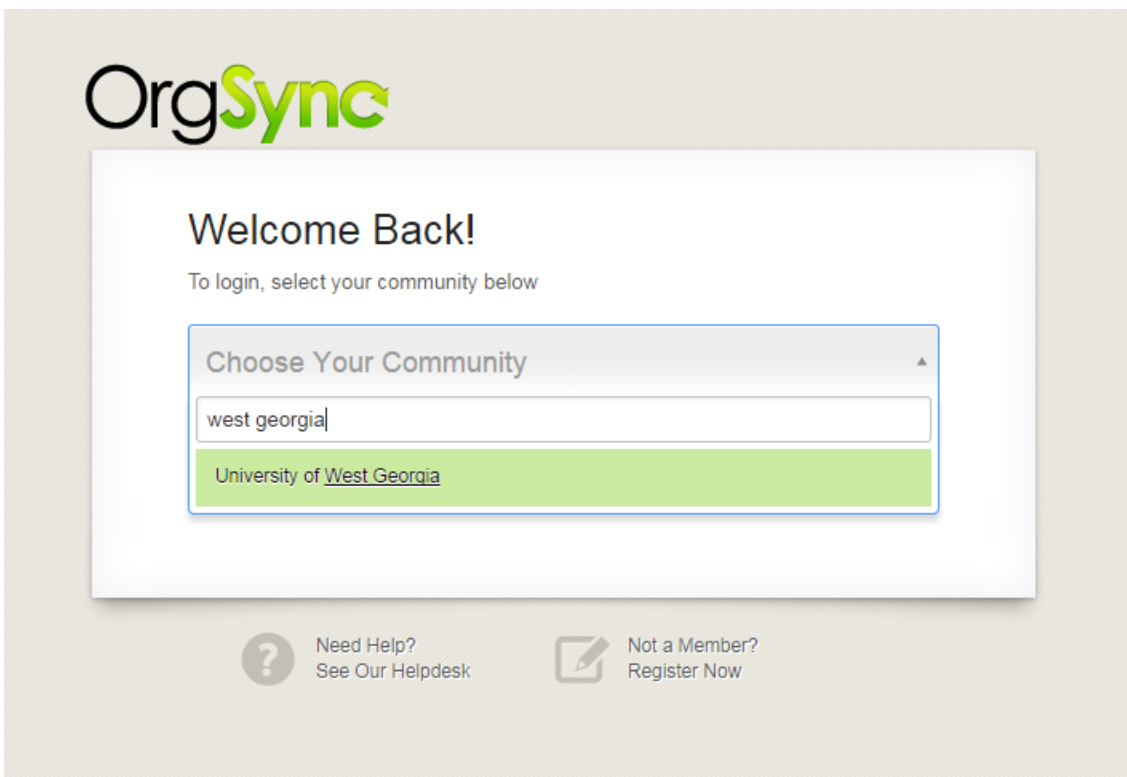 OrgSync
Welcome Back!
To login, select your community below
Choose Your Community
west georgia
University of West Georgia
Need Help?
See Our Helpdesk
Not a Member?
Register Now